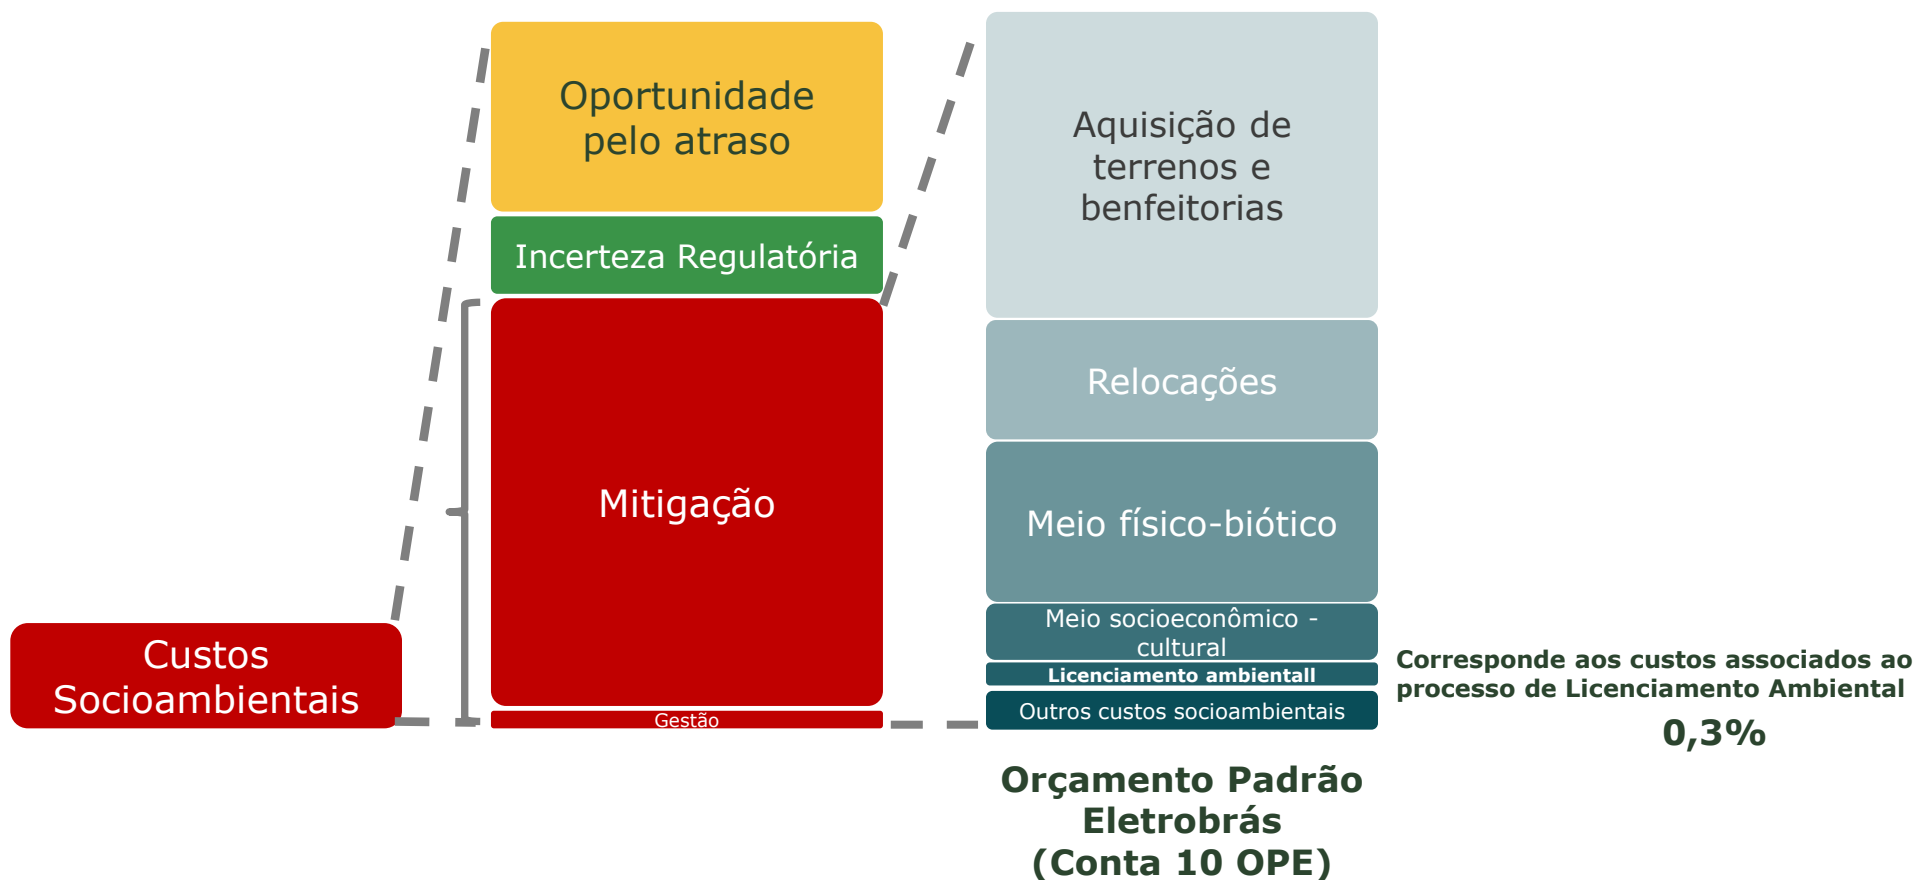 Oportunidade
pelo atraso
Incerteza Regulatória
Mitigação
Gestão
Custos
Socioambientais
Aquisição de
terrenos e
benfeitorias
Relocações
Meio físico-biótico
Meio socioeconômico -
cultural
Licenciamento ambientall
Outros custos socioambientais
Corresponde aos custos associados ao
processo de Licenciamento Ambiental
0,3%
Orçamento Padrão
Eletrobrás
(Conta 10 OPE)